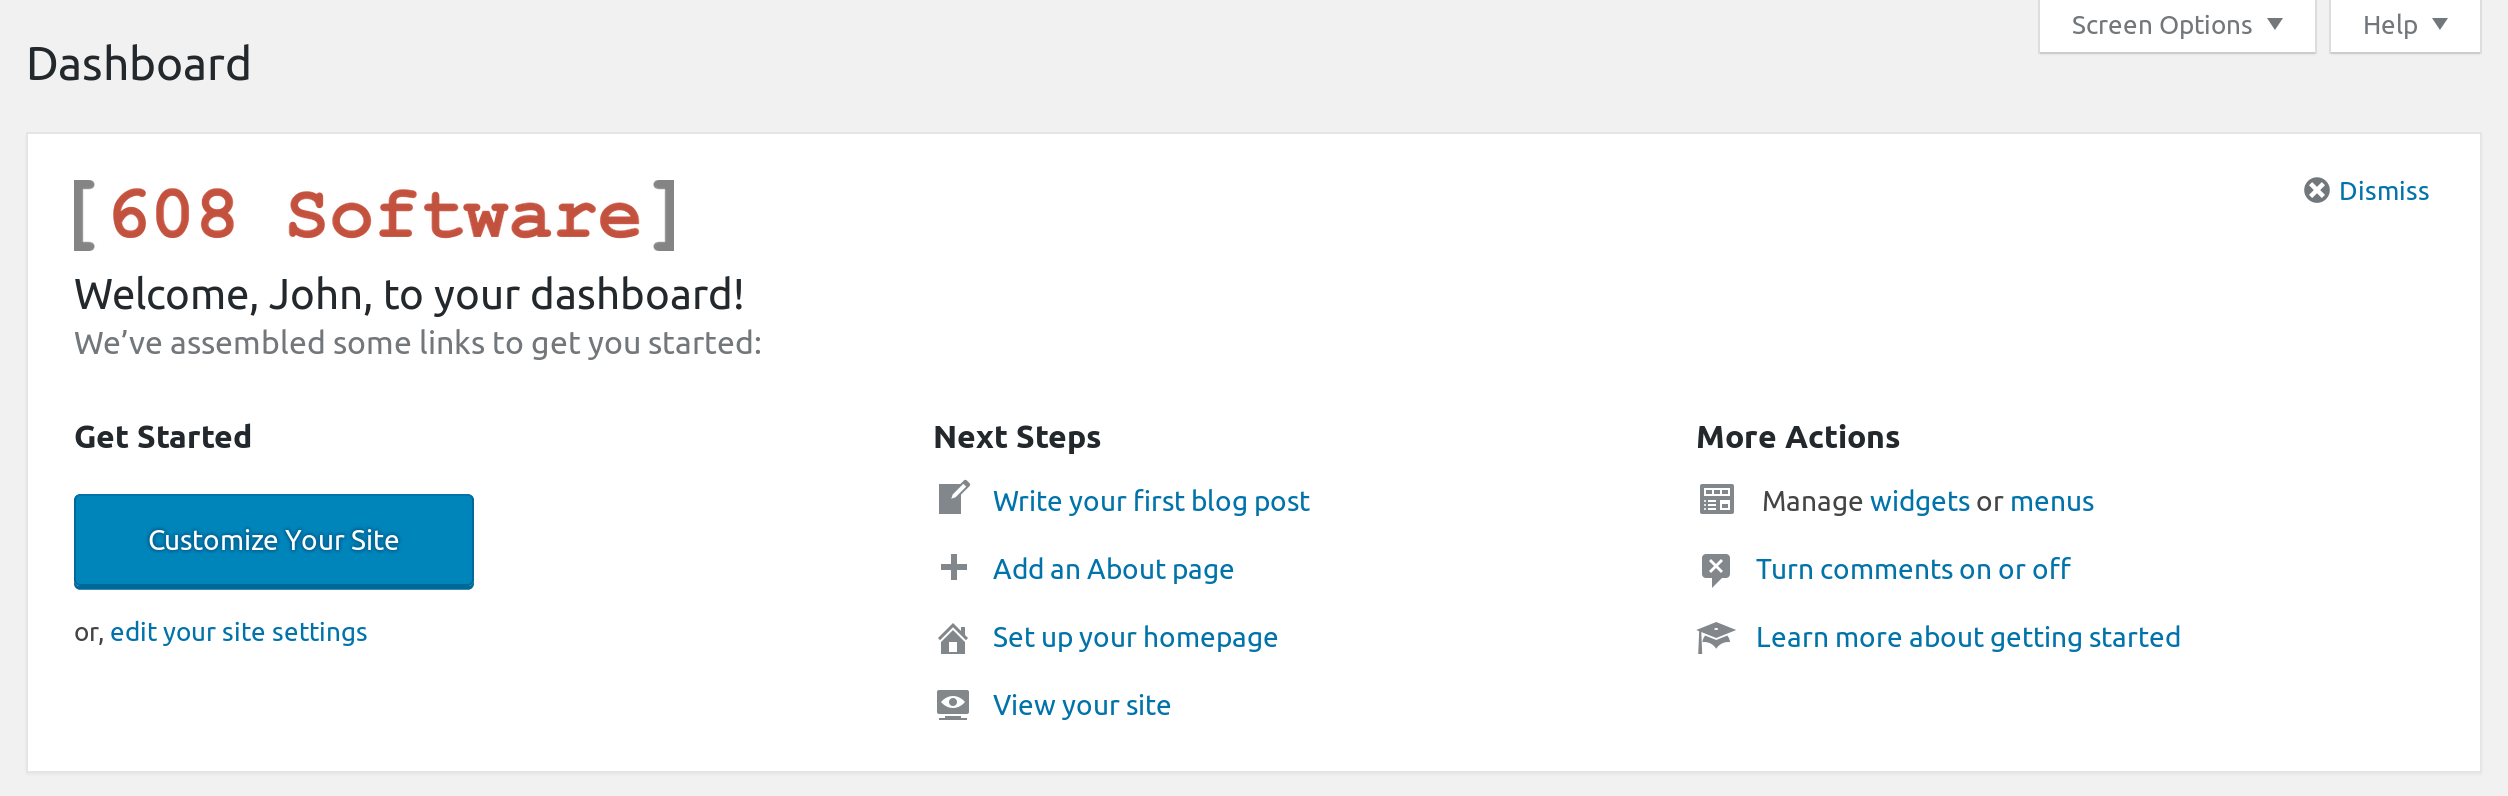 Screen Options
Help
Dashboard
[608 Software]
Dismiss
Welcome, John, to your dashboard!
We’ve assembled some links to get you started:
Get Started
Customize Your Site
or, edit your site settings
Next Steps
Write your first blog post
Add an About page
Set up your homepage
View your site
More Actions
Manage widgets or menus
Turn comments on or off
Learn more about getting started